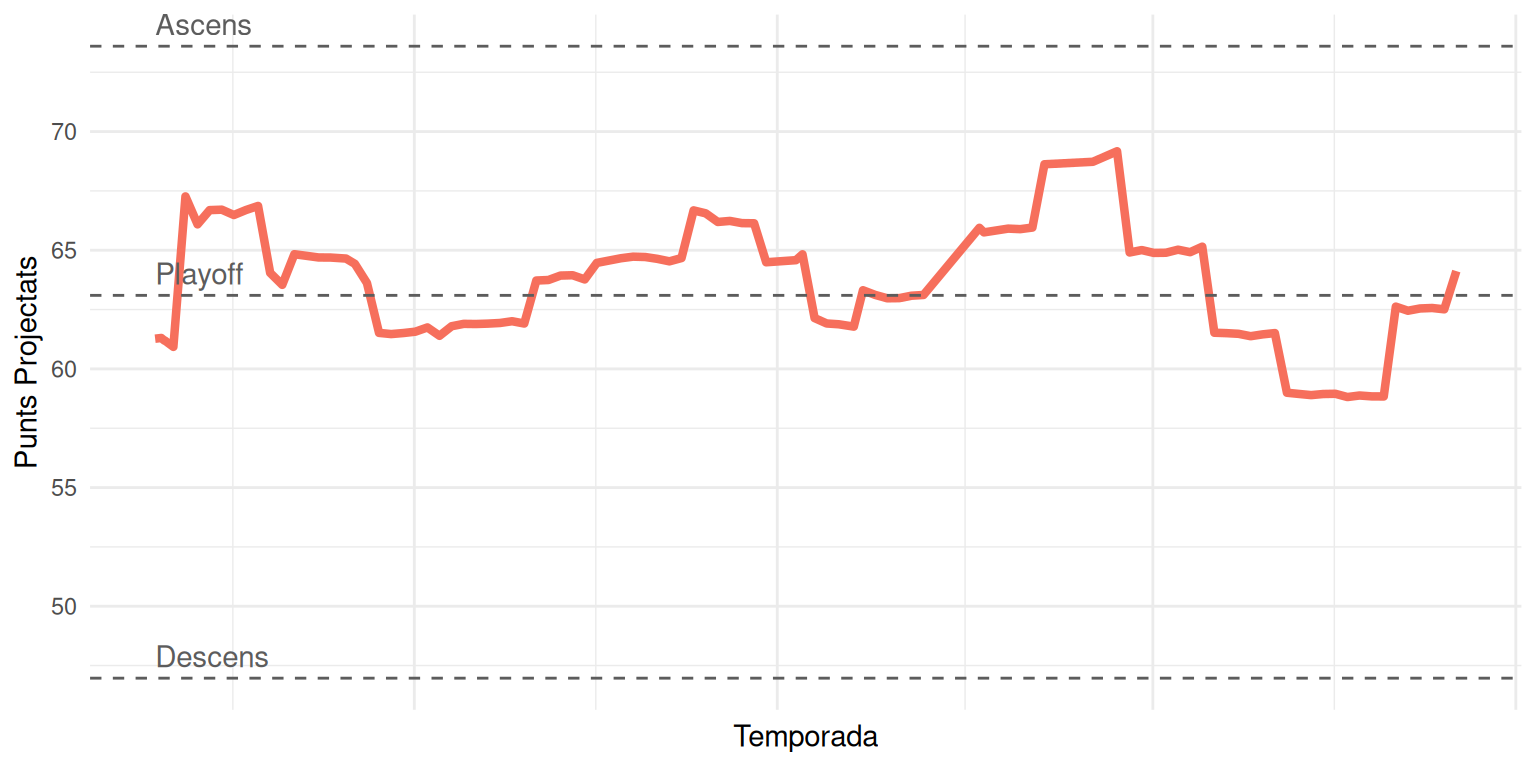 Ascens
70
65
Playoff
60
55
50
Descens
Punts Projectats
Temporada